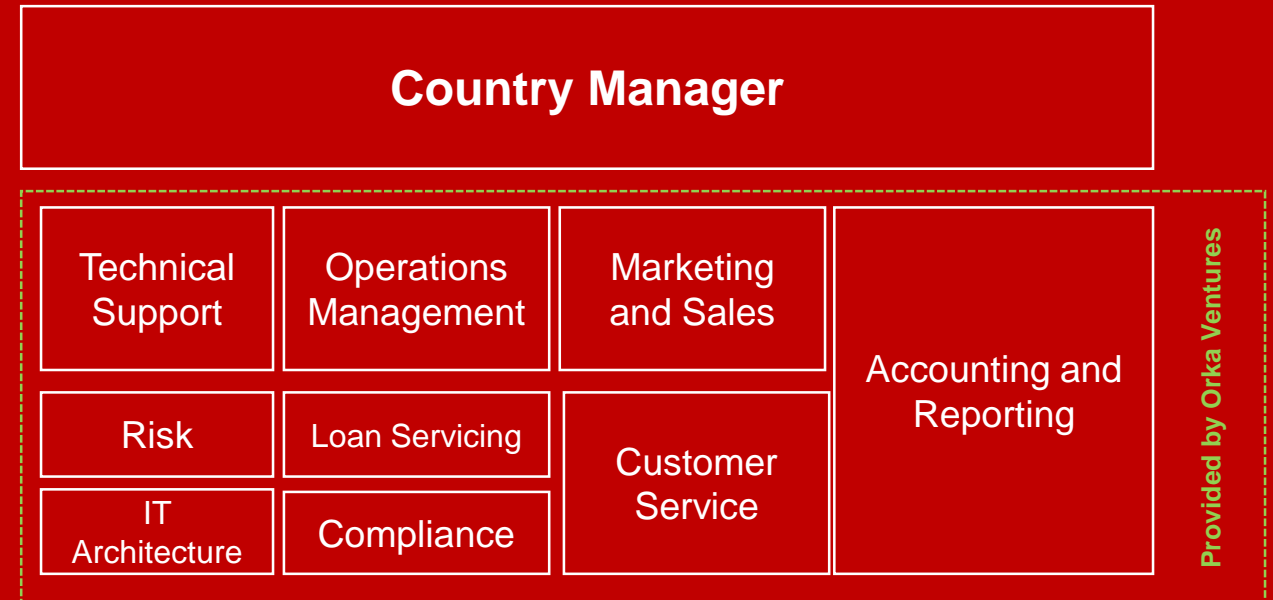 Country Manager
Technical
Support
Operations
Management
Marketing
and Sales
Accounting and
Reporting
Risk
Loan Servicing
Customer
Service
IT
Architecture
Compliance
Provided by Orka Ventures